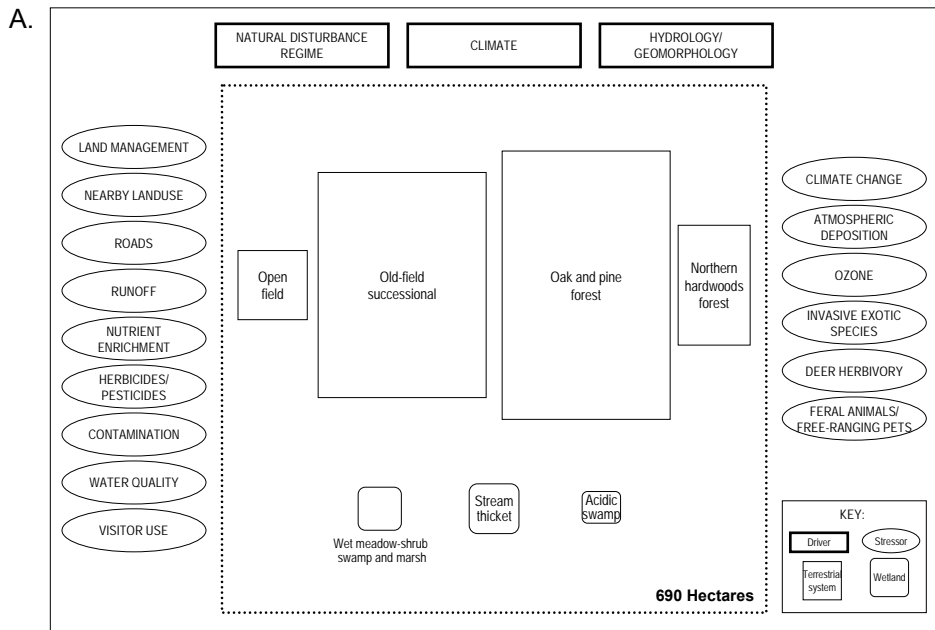 A.
NATURAL DISTURBANCE
REGIME
CLIMATE
HYDROLOGY/
GEOMORPHOLOGY
LAND MANAGEMENT
NEARBY LANDUSE
ROADS
RUNOFF
NUTRIENT
ENRICHMENT
HERBICIDES/
PESTICIDES
CONTAMINATION
WATER QUALITY
VISITOR USE
Open
field
Old-field
successional
Oak and pine
forest
Northern
hardwoods
forest
Wet meadow-shrub
swamp and marsh
Stream
thicket
Acidic
swamp
690 Hectares
CLIMATE CHANGE
ATMOSPHERIC
DEPOSITION
OZONE
INVASIVE EXOTIC
SPECIES
DEER HERBIVORY
FERAL ANIMALS/
FREE-RANGING PETS
KEY:
Driver
Stressor
Terrestrial
system
Wetland